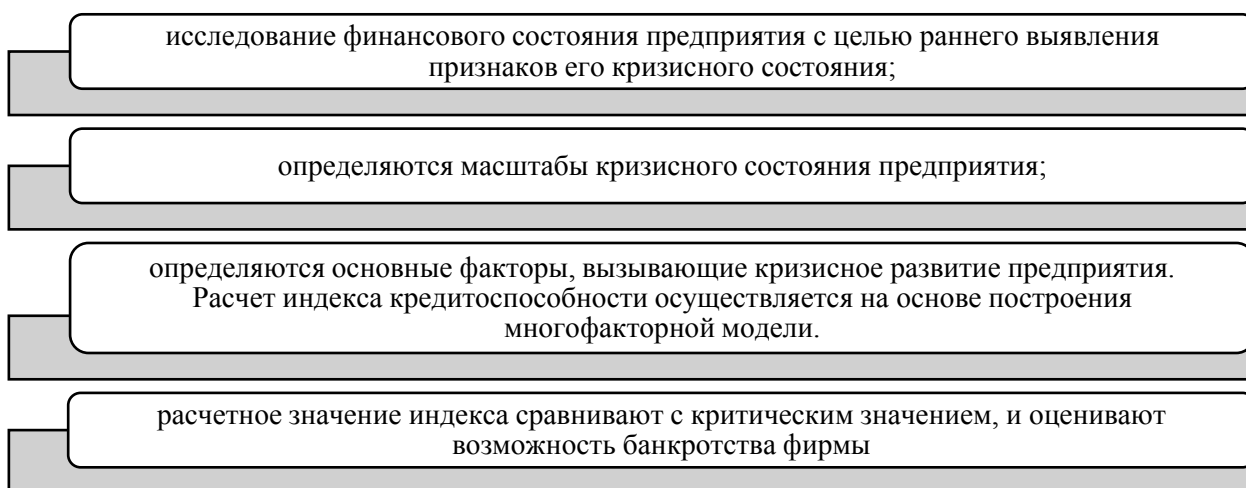 исследование финансового состояния предприятия с целью раннего выявления
признаков его кризисного состояния;
определяются масштабы кризисного состояния предприятия;
определяются основные факторы, вызывающие кризисное развитие предприятия.
Расчет индекса кредитоспособности осуществляется на основе построения
многофакторной модели.
расчетное значение индекса сравнивают с критическим значением, и оценивают
возможность банкротства фирмы